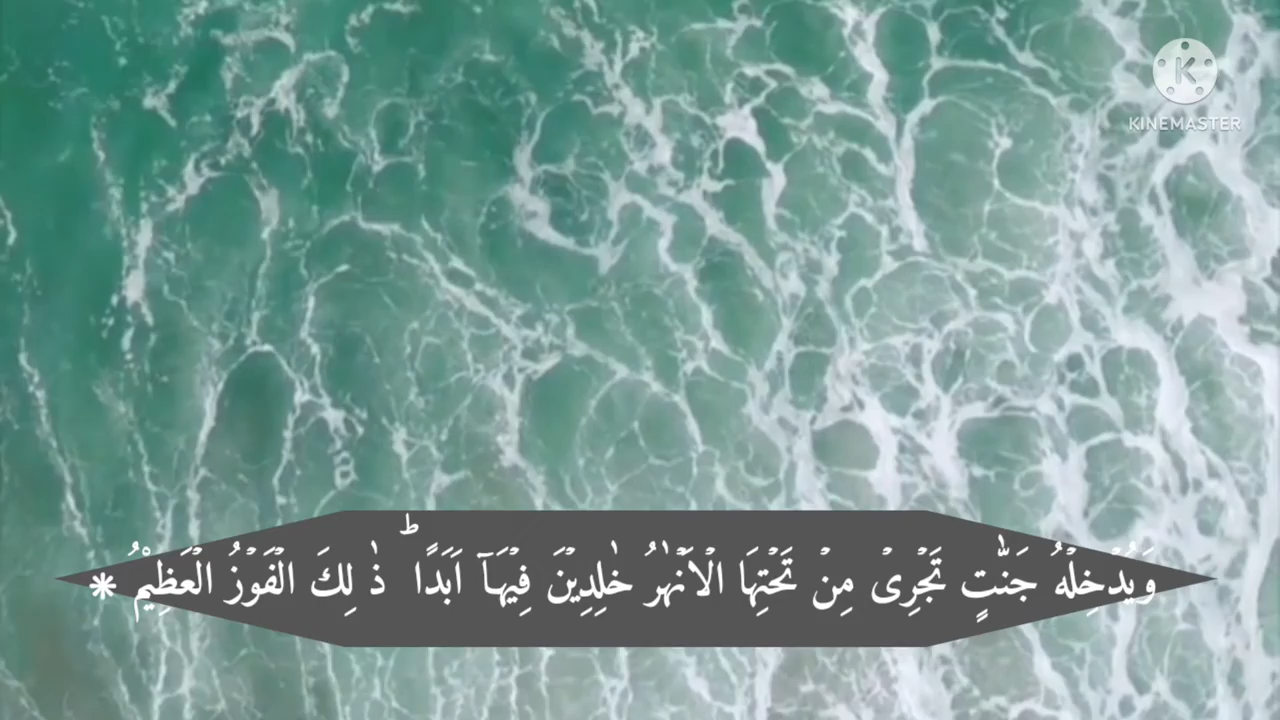 KINEMASTER
وَيُدۡخِلۡهُ جَنّٰتٍ تَجۡرِىۡ مِنۡ تَحۡتِهَا الۡاَنۡهٰرُ خٰلِدِيۡنَ فِيۡهَاۤ اَبَدًا ؕ ذٰ لِكَ الۡفَوۡزُ الۡعَظِيۡمُ *